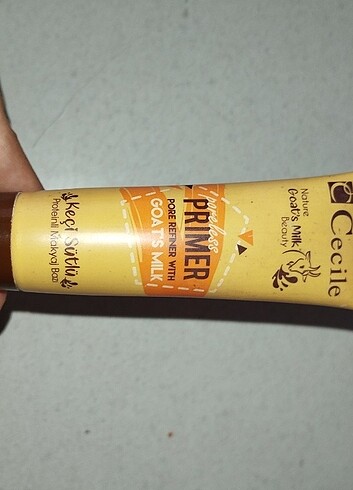 Cecile
Nature
Goat's Milk
Beauty
poreless
PRIMER
PORE REFINER WITH
GOAT'S MILK
Keçi Sütlü
Proteinli Makyaj Bazı